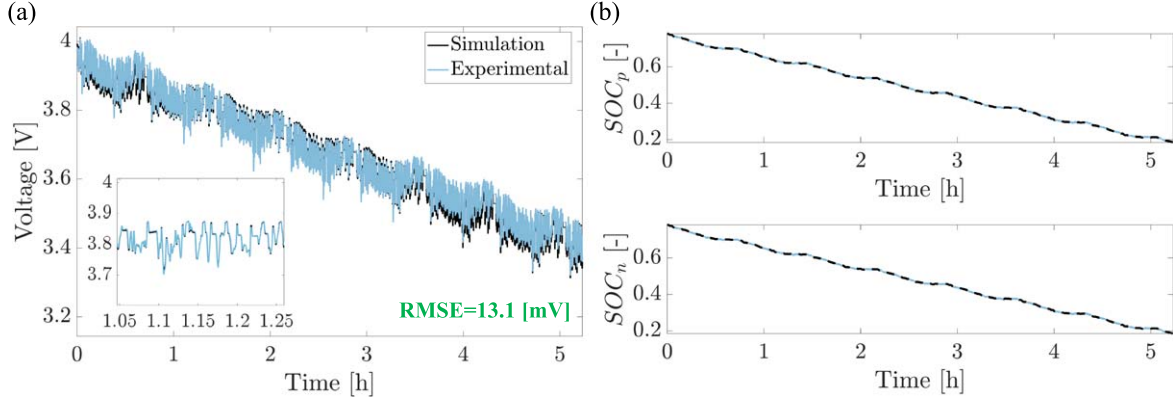 (a)
4
3.8
3.6
3.4
3.2
Voltage [V]
Simulation
Experimental
4
3.9
3.8
3.7
1.05 1.1 1.15 1.2 1.25
RMSE=13.1 [mV]
0 1 2 3 4 5
Time [h]
(b)
0.6
0.4
0.2
SOCp [-]
0 1 2 3 4 5
Time [h]
0.6
0.4
0.2
SOCn [-]
0 1 2 3 4 5
Time [h]